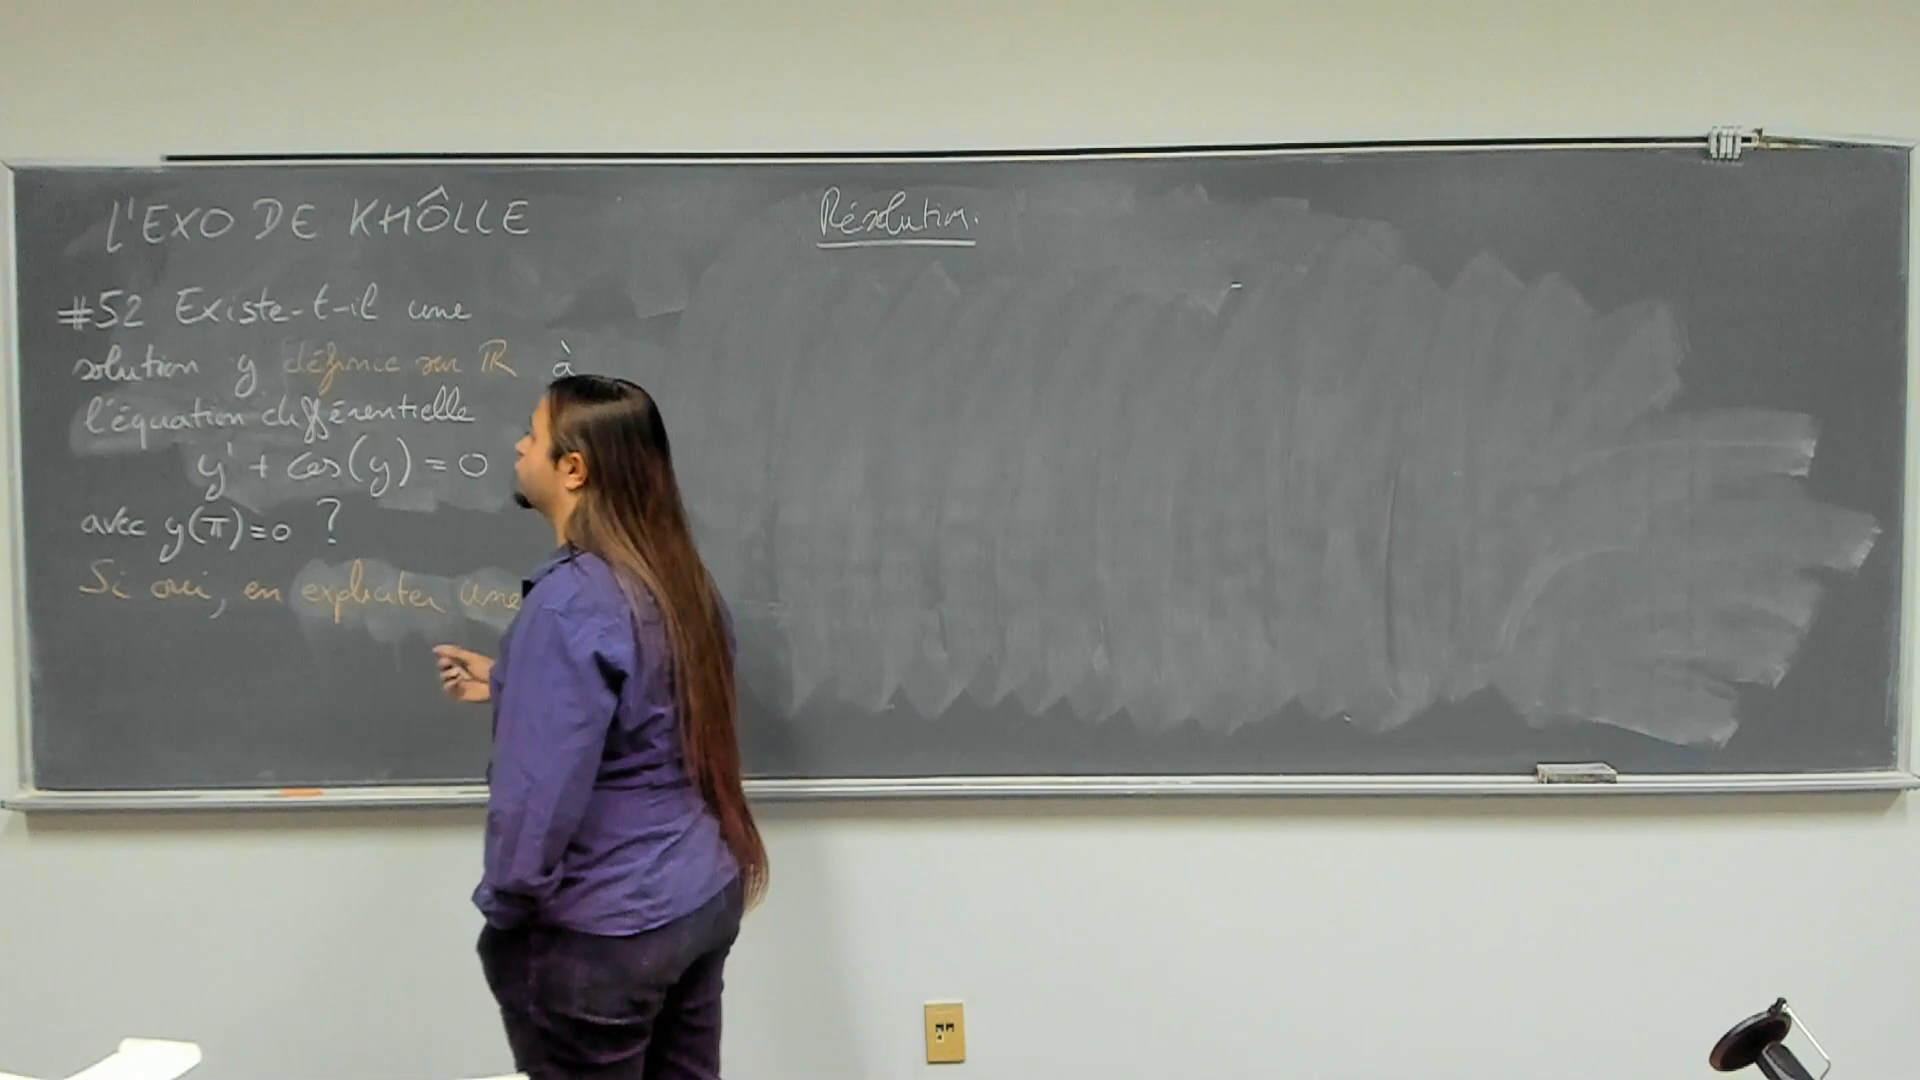 L'EXO DE KHÔLLE
#52 Existe-t-il une
solution y définie sur ℝ à
l'équation différentielle
y' + cos(y) = 0
avec y(π)=0 ?
Si oui, en expliciter une
Résolution.